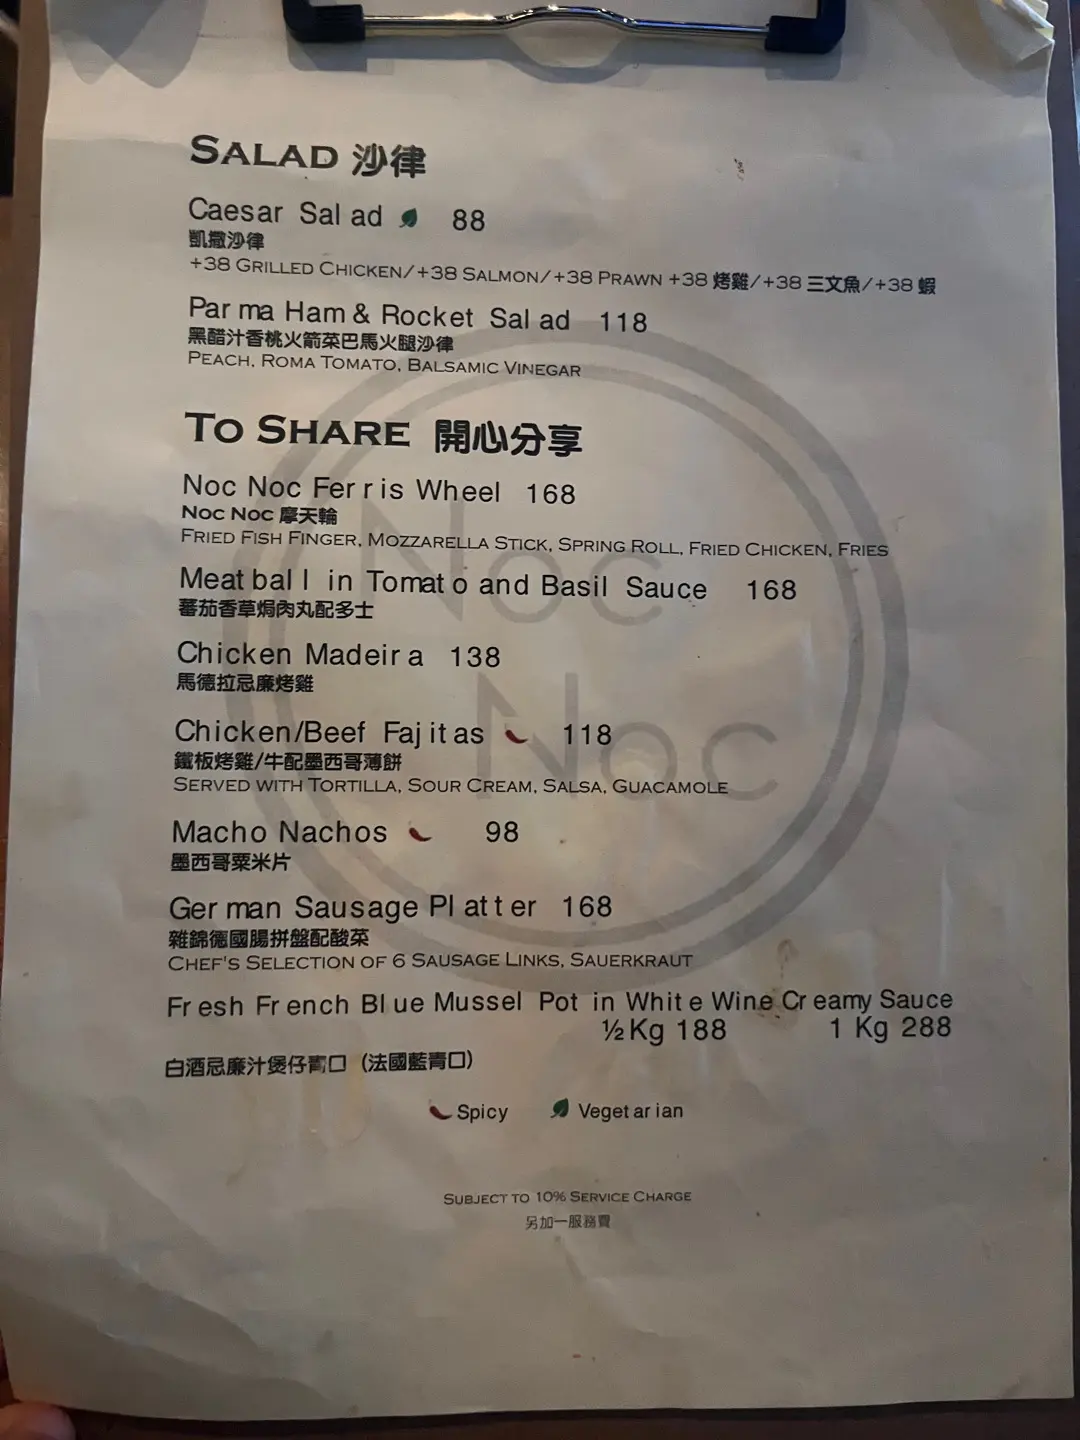 SALAD 沙律
Caesar Salad 88
凱撒沙律
+38 GRILLED CHICKEN/+38 SALMON/+38 PRAWN +38 烤雞/+38 三文魚/+38 蝦
Parma Ham & Rocket Salad 118
黑醋汁香桃火箭菜巴馬火腿沙律
PEACH, ROMA TOMATO, BALSAMIC VINEGAR
TO SHARE 開心分享
Noc Noc Ferris Wheel 168
NOC NOC 摩天輪
FRIED FISH FINGER, MOZZARELLA STICK, SPRING ROLL, FRIED CHICKEN, FRIES
Meatball in Tomato and Basil Sauce 168
蕃茄香草焗肉丸配多士
Chicken Madeira 138
馬德拉忌廉烤雞
Chicken/Beef Fajitas 118
鐵板烤雞/牛配墨西哥薄餅
SERVED WITH TORTILLA, SOUR CREAM, SALSA, GUACAMOLE
Macho Nachos 98
墨西哥粟米片
German Sausage Platter 168
雜錦德國腸拼盤配酸菜
CHEF'S SELECTION OF 6 SAUSAGE LINKS, SAUERKRAUT
Fresh French Blue Mussel Pot in White Wine Creamy Sauce
½ Kg 188 1 Kg 288
白酒忌廉汁煲仔青口 (法國藍青口)
Spicy Vegetarian
SUBJECT TO 10% SERVICE CHARGE
另加一服務費
NOC
NOC